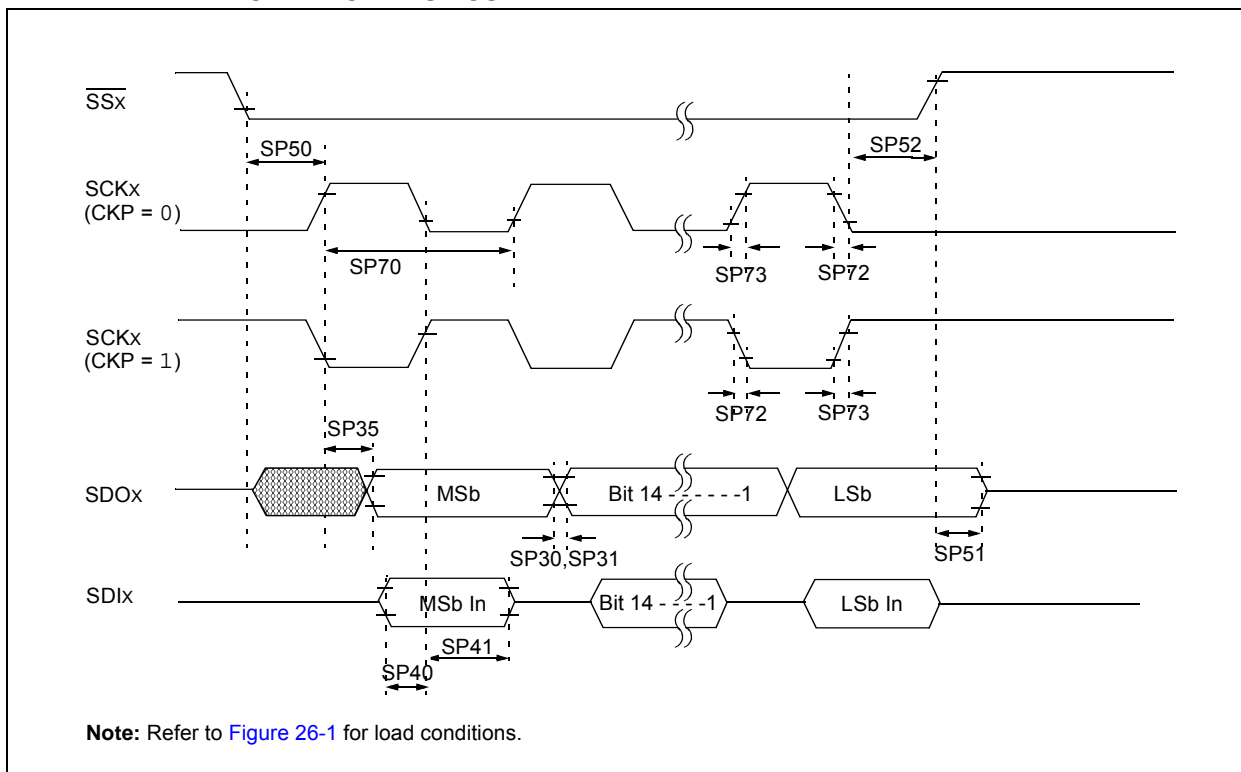 SSx
SP50
SP52
SCKx
(CKP = 0)
SP70
SP73
SP72
SCKx
(CKP = 1)
SP72
SP73
SP35
SDOx
MSb
Bit 14 - - - - - -1
LSb
SP30,SP31
SP51
SDIx
MSb In
Bit 14 - - - -1
LSb In
SP41
SP40
Note: Refer to Figure 26-1 for load conditions.